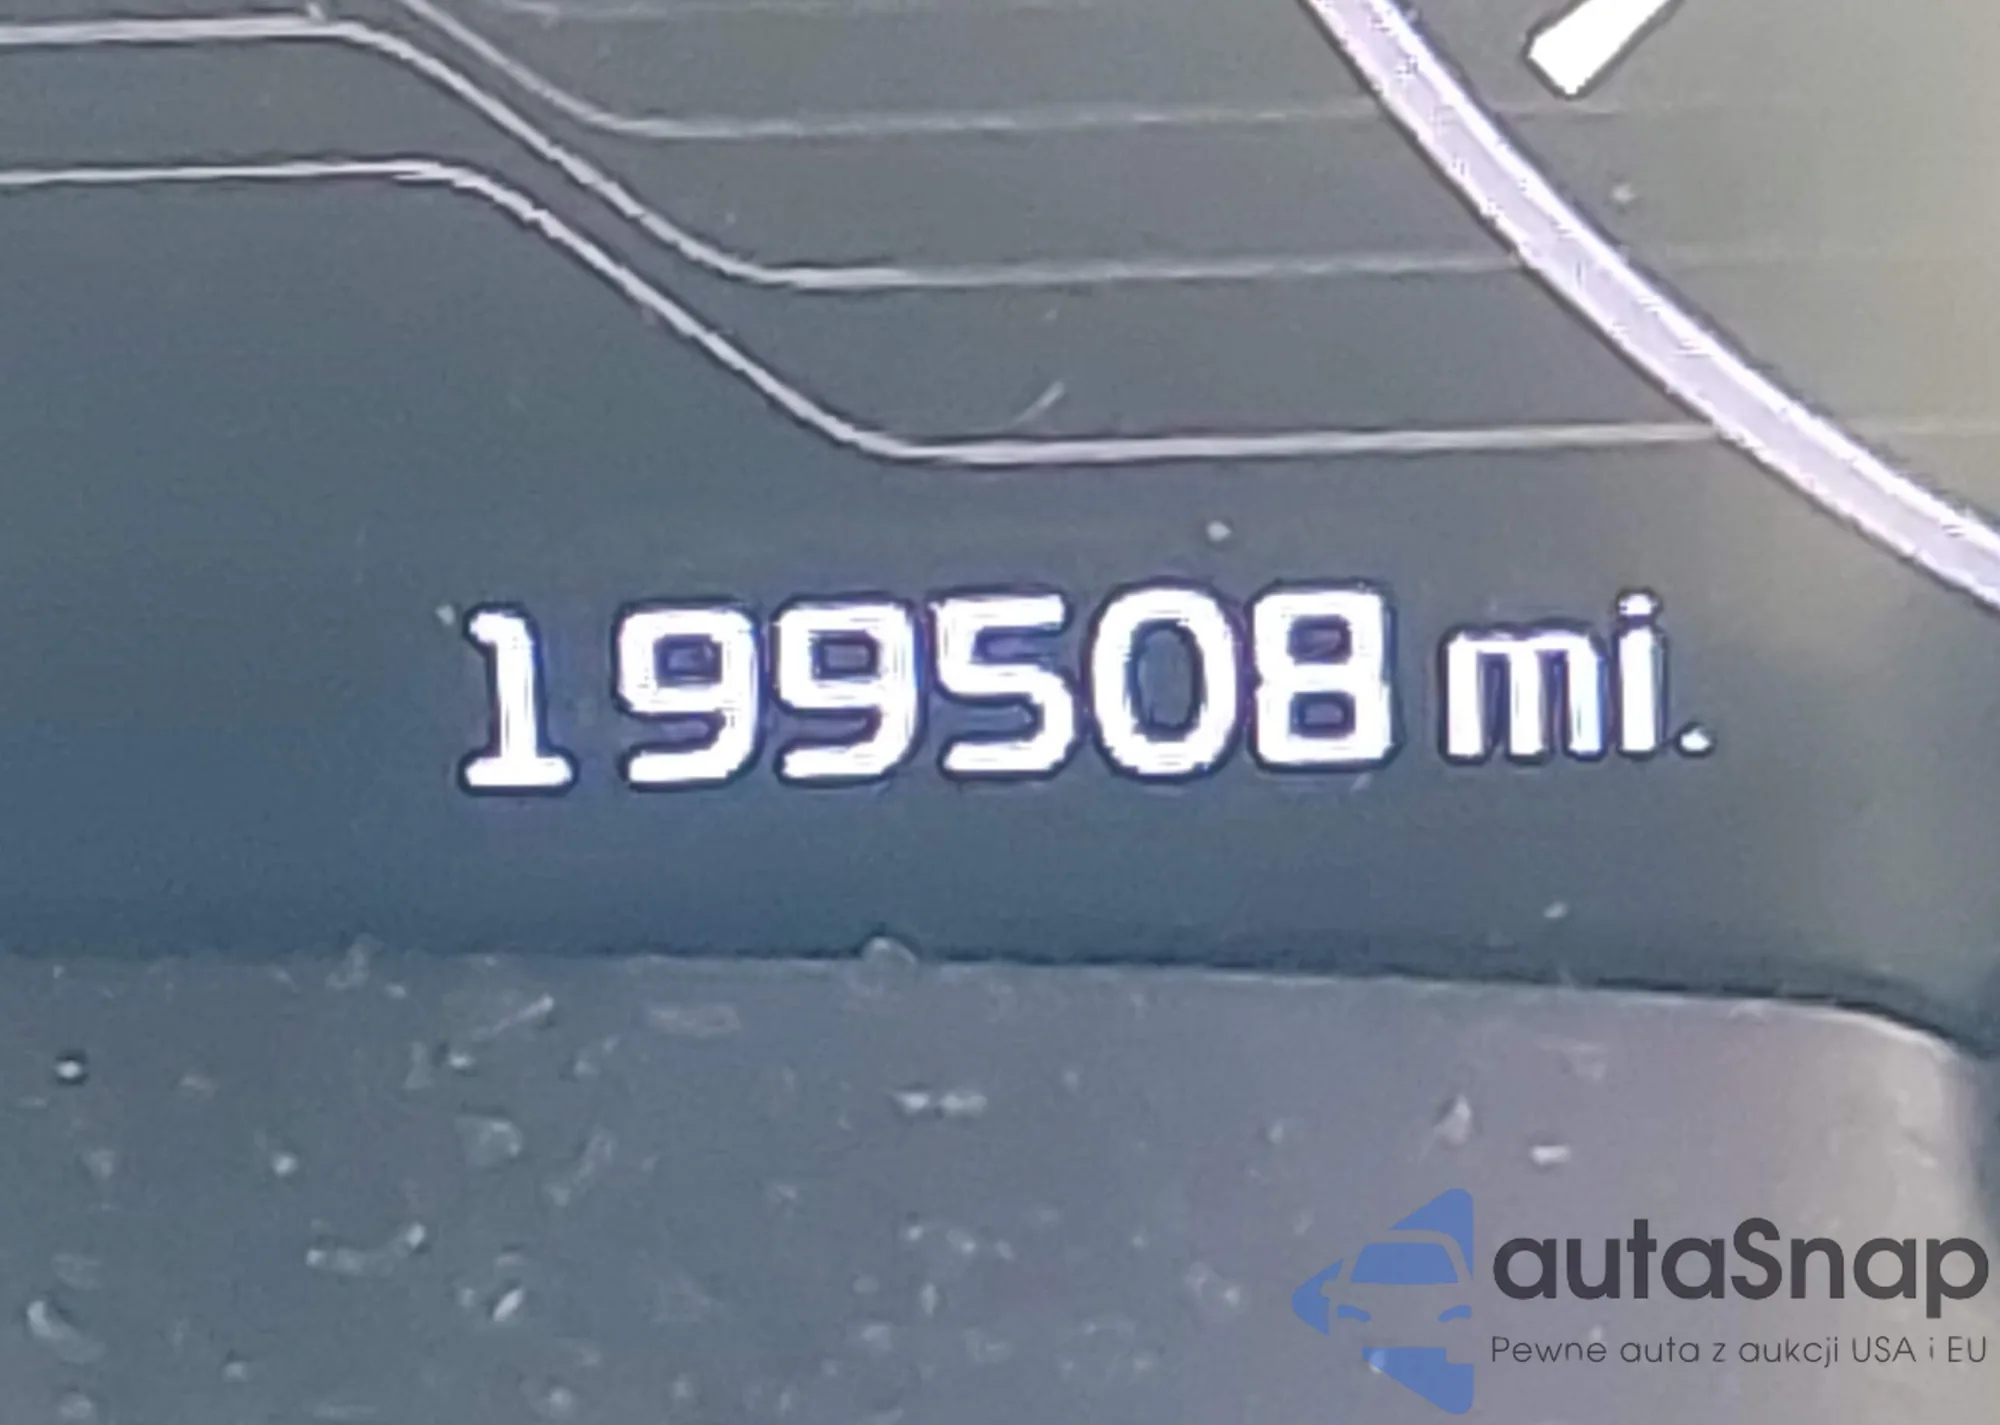 199508 mi.
autaSnap
Pewne auta z aukcji USA i EU